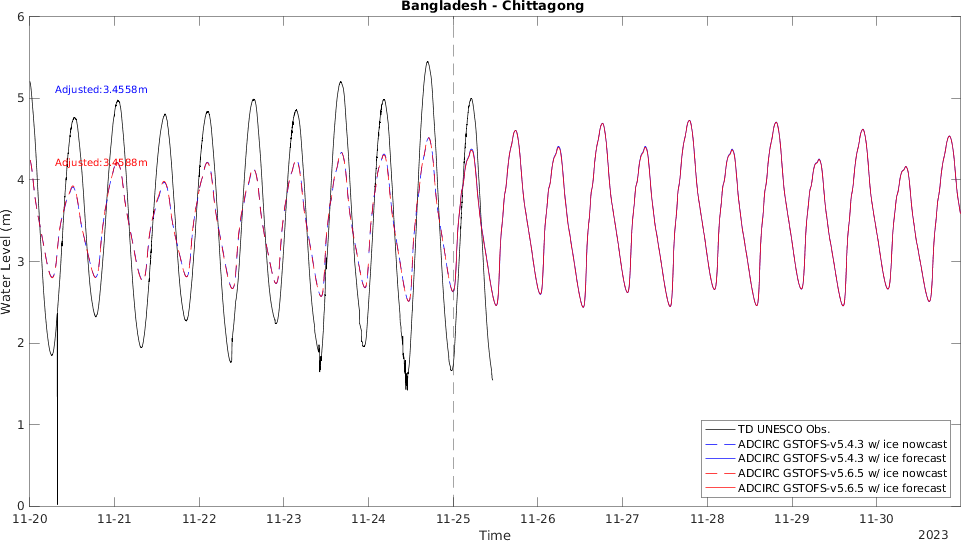 Bangladesh - Chittagong
6
5
4
3
2
1
0
Water Level (m)
Adjusted:3.4558m
Adjusted:3.4588m
TD UNESCO Obs.
ADCIRC GSTOFS-v5.4.3 w/ ice nowcast
ADCIRC GSTOFS-v5.4.3 w/ ice forecast
ADCIRC GSTOFS-v5.6.5 w/ ice nowcast
ADCIRC GSTOFS-v5.6.5 w/ ice forecast
11-20 11-21 11-22 11-23 11-24 11-25 11-26 11-27 11-28 11-29 11-30
Time
2023